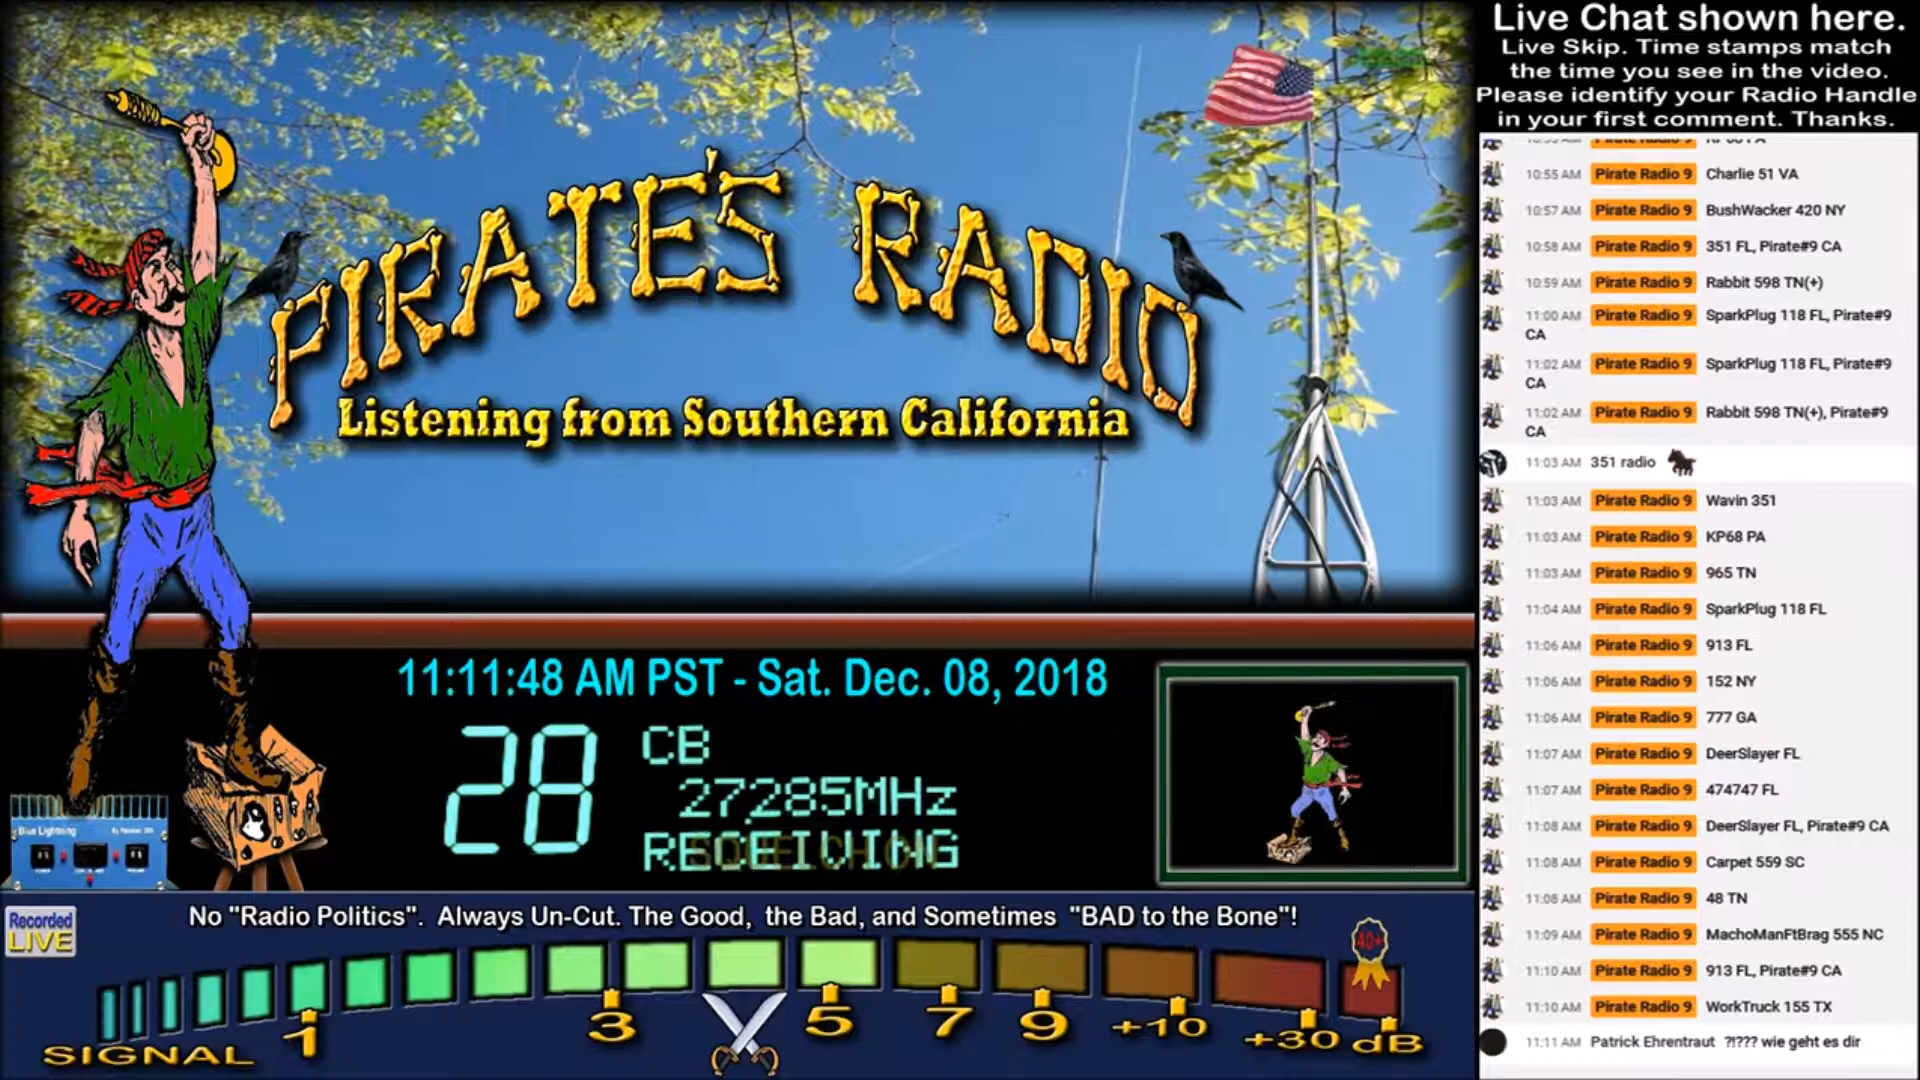 PIRATE'S RADIO
Listening from Southern California
11:11:48 AM PST - Sat. Dec. 08, 2018
28
CB
27.285MHz
RECEIVING
Blue Lightning
Recorded
LIVE
No "Radio Politics". Always Un-Cut. The Good, the Bad, and Sometimes "BAD to the Bone"!
40+
SIGNAL 1 3 5 7 9 +10 +30 dB
Live Chat shown here.
Live Skip. Time stamps match
the time you see in the video.
Please identify your Radio Handle
in your first comment. Thanks.
10:55 AM Pirate Radio 9 Charlie 51 VA
10:57 AM Pirate Radio 9 BushWacker 420 NY
10:58 AM Pirate Radio 9 351 FL, Pirate#9 CA
10:59 AM Pirate Radio 9 Rabbit 598 TN(+)
11:00 AM Pirate Radio 9 SparkPlug 118 FL, Pirate#9
CA
11:02 AM Pirate Radio 9 SparkPlug 118 FL, Pirate#9
CA
11:02 AM Pirate Radio 9 Rabbit 598 TN(+), Pirate#9
CA
11:03 AM 351 radio
11:03 AM Pirate Radio 9 Wavin 351
11:03 AM Pirate Radio 9 KP68 PA
11:03 AM Pirate Radio 9 965 TN
11:04 AM Pirate Radio 9 SparkPlug 118 FL
11:06 AM Pirate Radio 9 913 FL
11:06 AM Pirate Radio 9 152 NY
11:06 AM Pirate Radio 9 777 GA
11:07 AM Pirate Radio 9 DeerSlayer FL
11:07 AM Pirate Radio 9 474747 FL
11:08 AM Pirate Radio 9 DeerSlayer FL, Pirate#9 CA
11:08 AM Pirate Radio 9 Carpet 559 SC
11:08 AM Pirate Radio 9 48 TN
11:09 AM Pirate Radio 9 MachoManFtBrag 555 NC
11:10 AM Pirate Radio 9 913 FL, Pirate#9 CA
11:10 AM Pirate Radio 9 WorkTruck 155 TX
11:11 AM Patrick Ehrentraut ?!??? wie geht es dir